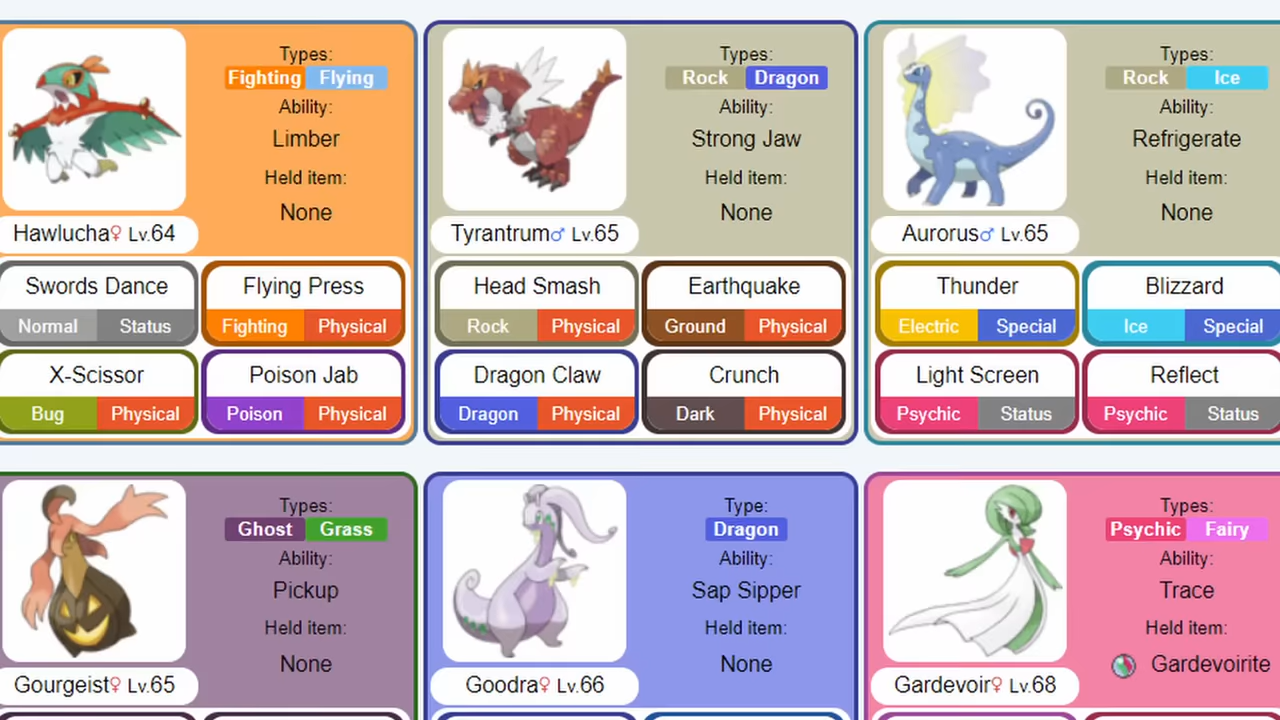 Types:
Fighting Flying
Ability:
Limber
Held item:
None
Hawlucha♀ Lv.64
Swords Dance
Normal Status
Flying Press
Fighting Physical
X-Scissor
Bug Physical
Poison Jab
Poison Physical
Types:
Rock Dragon
Ability:
Strong Jaw
Held item:
None
Tyrantrum♂ Lv.65
Head Smash
Rock Physical
Earthquake
Ground Physical
Dragon Claw
Dragon Physical
Crunch
Dark Physical
Types:
Rock Ice
Ability:
Refrigerate
Held item:
None
Aurorus♂ Lv.65
Thunder
Electric Special
Blizzard
Ice Special
Light Screen
Psychic Status
Reflect
Psychic Status
Types:
Ghost Grass
Ability:
Pickup
Held item:
None
Gourgeist♀ Lv.65
Type:
Dragon
Ability:
Sap Sipper
Held item:
None
Goodra♀ Lv.66
Types:
Psychic Fairy
Ability:
Trace
Held item:
Gardevoirite
Gardevoir♀ Lv.68